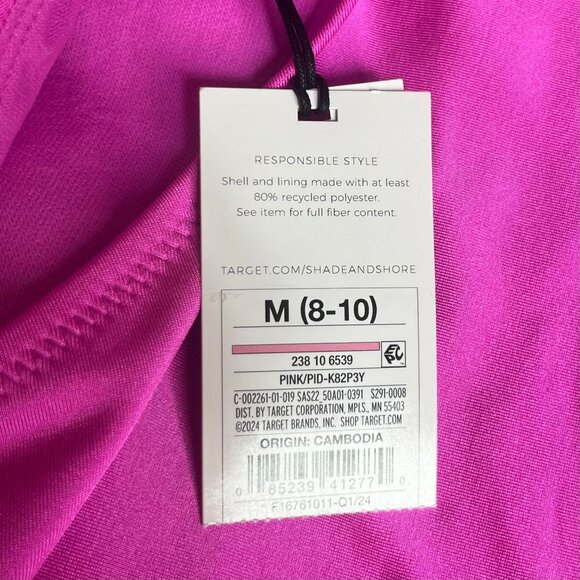 RESPONSIBLE STYLE
Shell and lining made with at least
80% recycled polyester.
See item for full fiber content.
TARGET.COM/SHADEANDSHORE
M (8-10)
238 10 6539
PINK/PID-K82P3Y
C-002261-01-019 SAS22_50A01-0391 S291-0008
DIST. BY TARGET CORPORATION, MPLS., MN 55403
©2024 TARGET BRANDS, INC. SHOP TARGET.COM
ORIGIN: CAMBODIA
0 85239 41277 0
F16761011-Q1/24